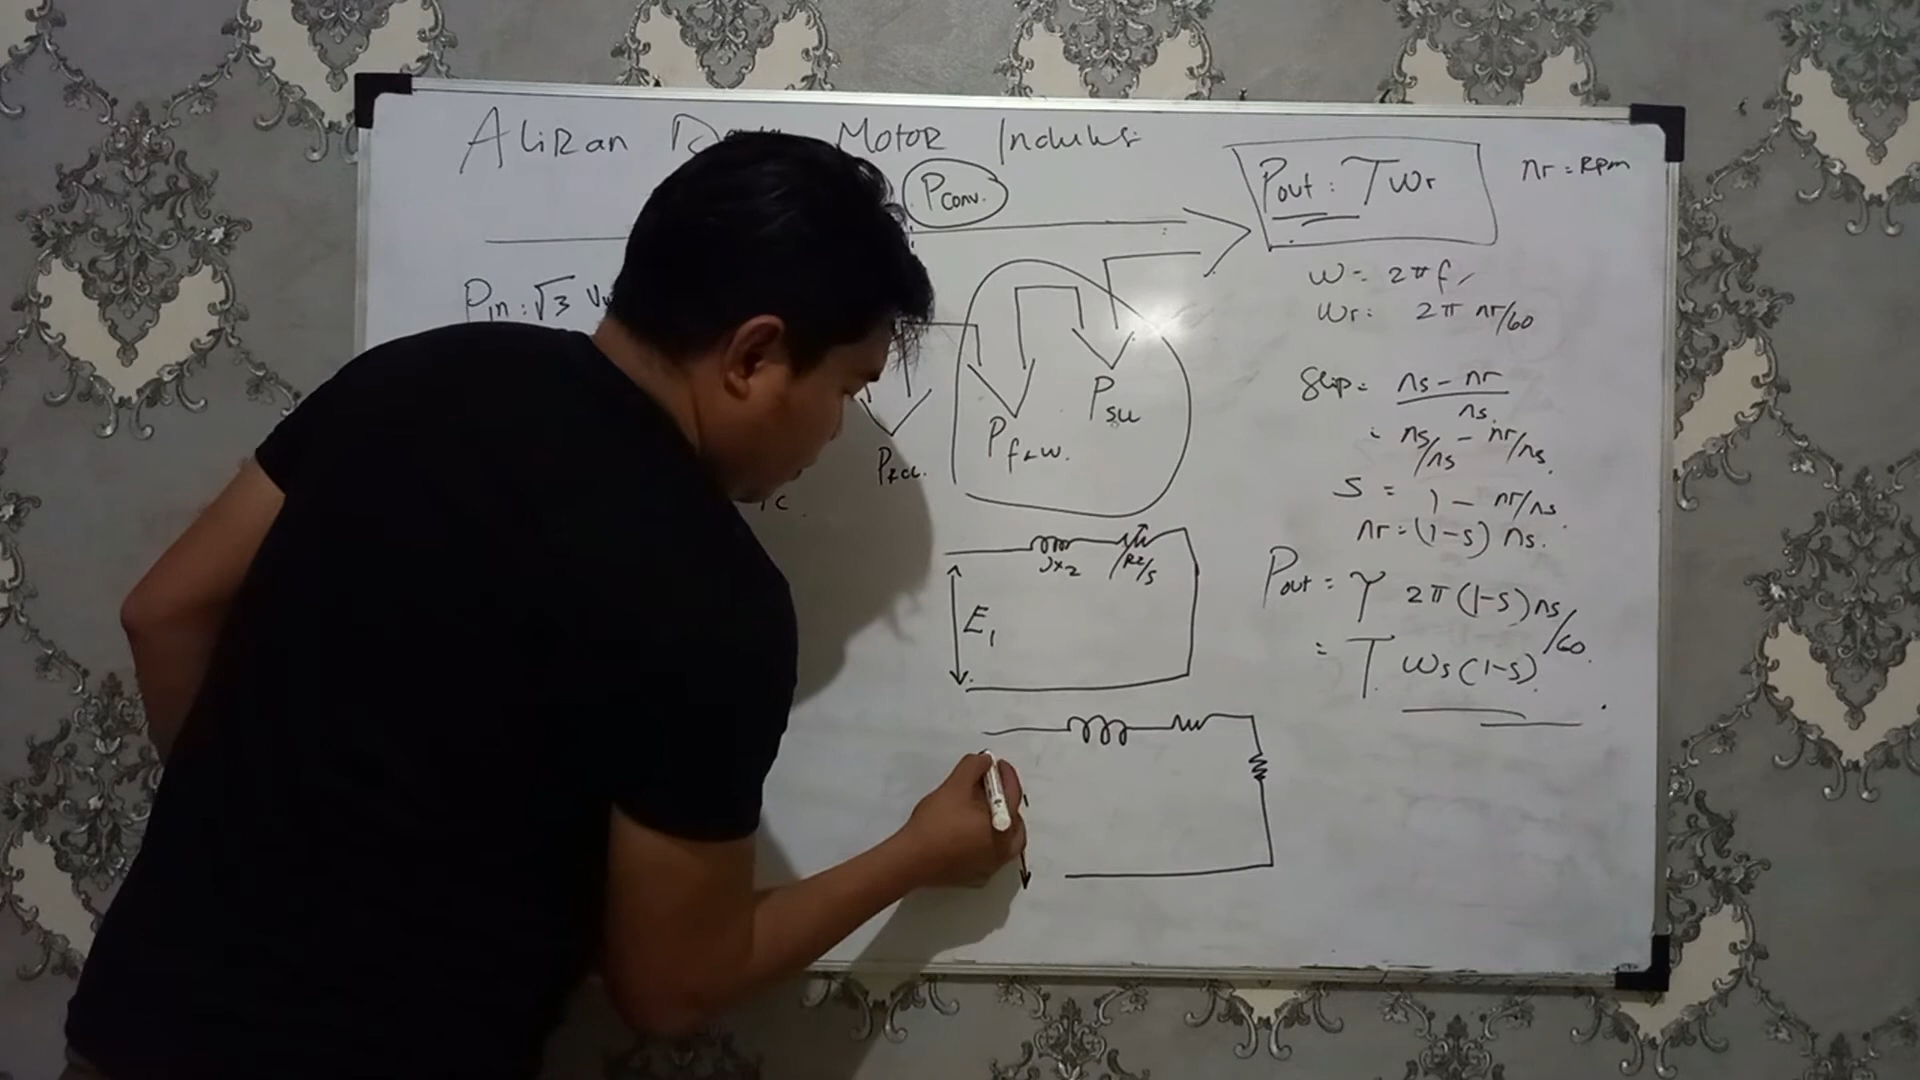 ALIRan MOTOR Induksi
Pconv.
Pout : Tωr
nr = Rpm
Pin : √3
ω = 2πf
ωr : 2π nr/60
Slip = ns - nr / ns
= ns/ns - nr/ns.
S = 1 - nr/ns.
nr = (1-s) ns.
Pout = T 2π (1-s) ns/60.
= T ωs (1-s)
PRCL.
Pf&w.
Psu
jx2
R2/s
E1